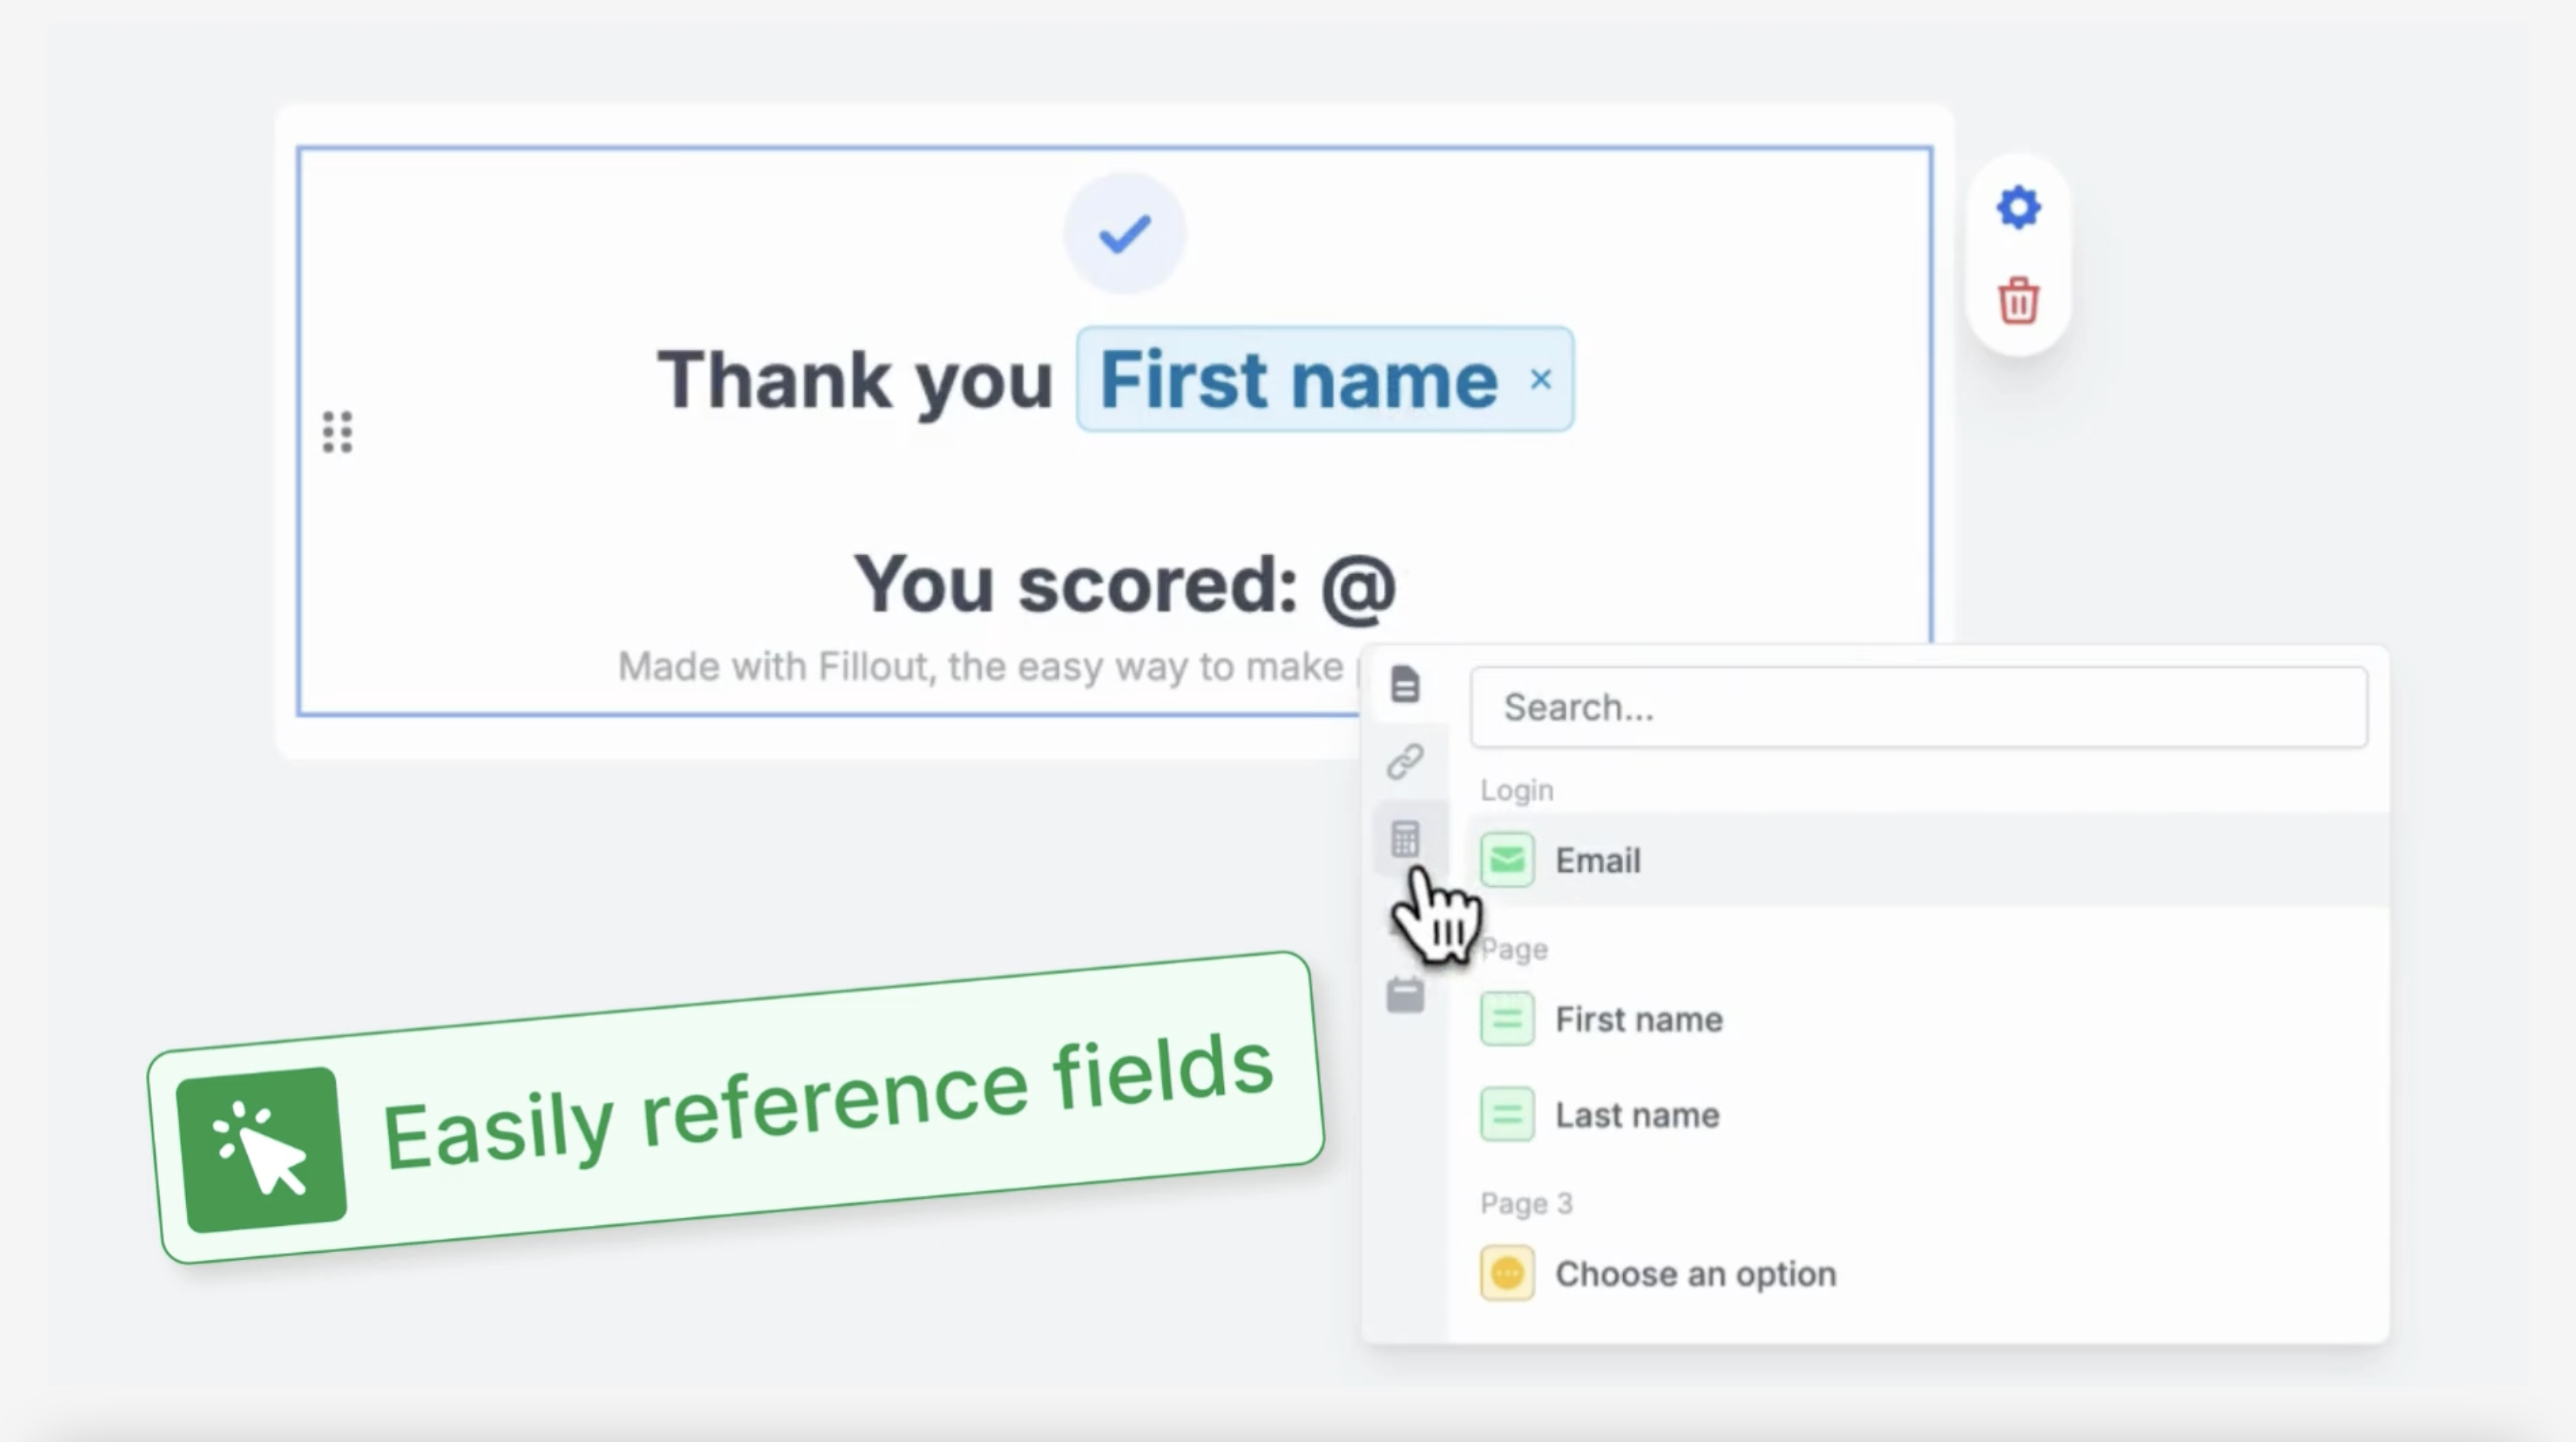 Thank you First name ×
You scored: @
Made with Fillout, the easy way to make
Search...
Login
Email
Page
First name
Last name
Page 3
Choose an option
Easily reference fields